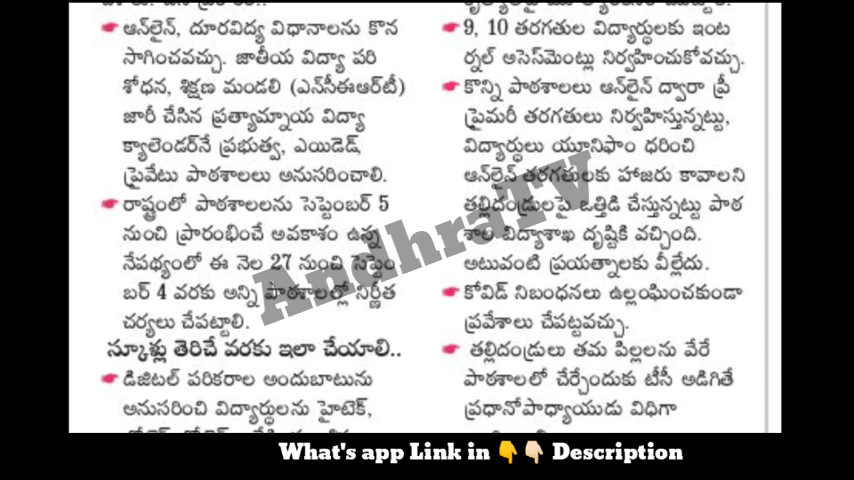 ఆన్‌లైన్, దూరవిద్య విధానాలను కొన
సాగించవచ్చు. జాతీయ విద్యా పరి
శోధన, శిక్షణ మండలి (ఎన్‌సీఈఆర్‌టీ)
జారీ చేసిన ప్రత్యామ్నాయ విద్యా
క్యాలెండర్‌నే ప్రభుత్వ, ఎయిడెడ్,
ప్రైవేటు పాఠశాలలు అనుసరించాలి.
రాష్ట్రంలో పాఠశాలలను సెప్టెంబర్ 5
నుంచి ప్రారంభించే అవకాశం ఉన్న
నేపథ్యంలో ఈ నెల 27 నుంచి సెప్టెం
బర్ 4 వరకు అన్ని పాఠశాలల్లో నిర్ణీత
చర్యలు చేపట్టాలి.
స్కూళ్లు తెరిచే వరకు ఇలా చేయాలి..
డిజిటల్ పరికరాల అందుబాటును
అనుసరించి విద్యార్థులను హైటెక్,
9, 10 తరగతుల విద్యార్థులకు ఇంట
ర్నల్ అసెస్‌మెంట్లు నిర్వహించుకోవచ్చు.
కొన్ని పాఠశాలలు ఆన్‌లైన్ ద్వారా ప్రీ
ప్రైమరీ తరగతులు నిర్వహిస్తున్నట్టు,
విద్యార్థులు యూనిఫాం ధరించి
ఆన్‌లైన్ తరగతులకు హాజరు కావాలని
తల్లిదండ్రులపై ఒత్తిడి చేస్తున్నట్టు పాఠ
శాల విద్యాశాఖ దృష్టికి వచ్చింది.
అటువంటి ప్రయత్నాలకు వీల్లేదు.
కోవిడ్ నిబంధనలు ఉల్లంఘించకుండా
ప్రవేశాలు చేపట్టవచ్చు.
తల్లిదండ్రులు తమ పిల్లలను వేరే
పాఠశాలలో చేర్చేందుకు టీసీ అడిగితే
ప్రధానోపాధ్యాయుడు విధిగా
AndhraTv
What's app Link in 👇👇🏻 Description